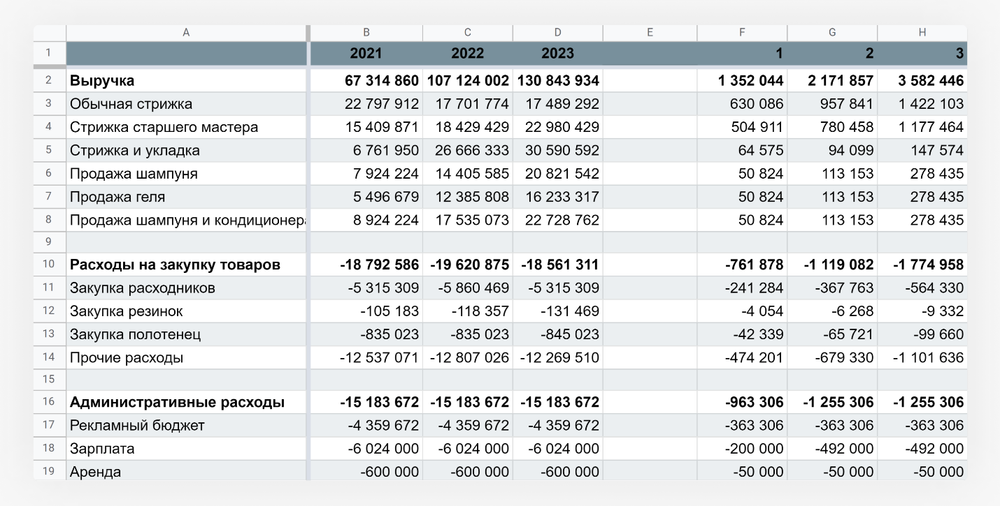 A B C D E F G H
1 2021 2022 2023 1 2 3
2 Выручка 67 314 860 107 124 002 130 843 934 1 352 044 2 171 857 3 582 446
3 Обычная стрижка 22 797 912 17 701 774 17 489 292 630 086 957 841 1 422 103
4 Стрижка старшего мастера 15 409 871 18 429 429 22 980 429 504 911 780 458 1 177 464
5 Стрижка и укладка 6 761 950 26 666 333 30 590 592 64 575 94 099 147 574
6 Продажа шампуня 7 924 224 14 405 585 20 821 542 50 824 113 153 278 435
7 Продажа геля 5 496 679 12 385 808 16 233 317 50 824 113 153 278 435
8 Продажа шампуня и кондиционера 8 924 224 17 535 073 22 728 762 50 824 113 153 278 435
9
10 Расходы на закупку товаров -18 792 586 -19 620 875 -18 561 311 -761 878 -1 119 082 -1 774 958
11 Закупка расходников -5 315 309 -5 860 469 -5 315 309 -241 284 -367 763 -564 330
12 Закупка резинок -105 183 -118 357 -131 469 -4 054 -6 268 -9 332
13 Закупка полотенец -835 023 -835 023 -845 023 -42 339 -65 721 -99 660
14 Прочие расходы -12 537 071 -12 807 026 -12 269 510 -474 201 -679 330 -1 101 636
15
16 Административные расходы -15 183 672 -15 183 672 -15 183 672 -963 306 -1 255 306 -1 255 306
17 Рекламный бюджет -4 359 672 -4 359 672 -4 359 672 -363 306 -363 306 -363 306
18 Зарплата -6 024 000 -6 024 000 -6 024 000 -200 000 -492 000 -492 000
19 Аренда -600 000 -600 000 -600 000 -50 000 -50 000 -50 000